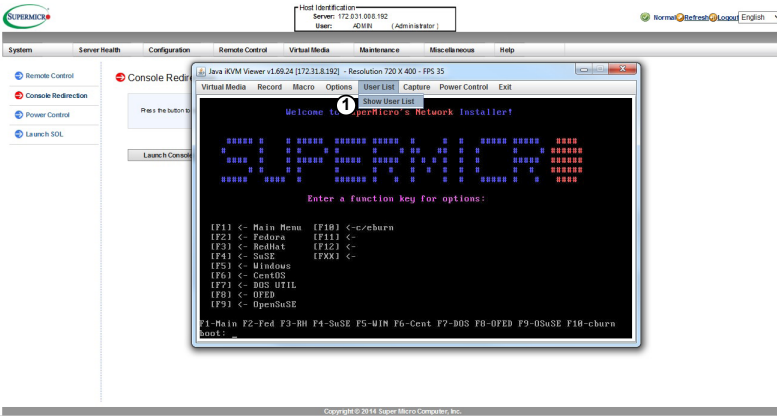 SUPERMICRO
Host Identification
Server: 172.031.008.192
User: ADMIN (Administrator)
Normal Refresh Logout English
System Server Health Configuration Remote Control Virtual Media Maintenance Miscellaneous Help
Remote Control
Console Redirection
Power Control
Launch SOL
Console Redire
Press the button to l
Launch Console
Java iKVM Viewer v1.69.24 [172.31.8.192] - Resolution 720 X 400 - FPS 35
Virtual Media Record Macro Options User List Capture Power Control Exit
1
Show User List
Welcome to SuperMicro's Network Installer!
SUPERMICRO
Enter a function key for options:
[F1] <- Main Menu [F10] <-c/eburn
[F2] <- Fedora [F11] <-
[F3] <- RedHat [F12] <-
[F4] <- SuSE [FXX] <-
[F5] <- Windows
[F6] <- CentOS
[F7] <- DOS UTIL
[F8] <- OFED
[F9] <- OpenSuSE
F1-Main F2-Fed F3-RH F4-SuSE F5-WIN F6-Cent F7-DOS F8-OFED F9-OSuSE F10-cburn
boot: _
Copyright © 2014 Super Micro Computer, Inc.